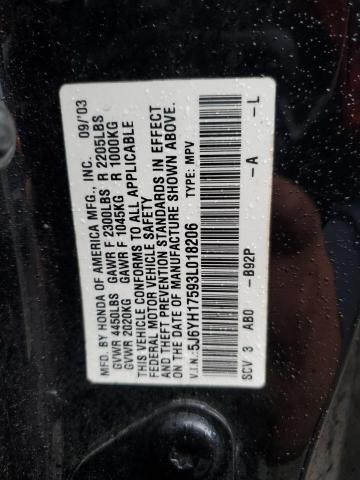 MFD. BY HONDA OF AMERICA MFG., INC. 09/'03
GVWR 4450LBS GAWR F 2300LBS R 2205LBS
GVWR 2020KG GAWR F 1045KG R 1000KG
THIS VEHICLE CONFORMS TO ALL APPLICABLE
FEDERAL MOTOR VEHICLE SAFETY
AND THEFT PREVENTION STANDARDS IN EFFECT
ON THE DATE OF MANUFACTURE SHOWN ABOVE.
V.I.N.: 5J6YH17593L018206 TYPE: MPV
SCV 3 AB0 -B92P -A -L